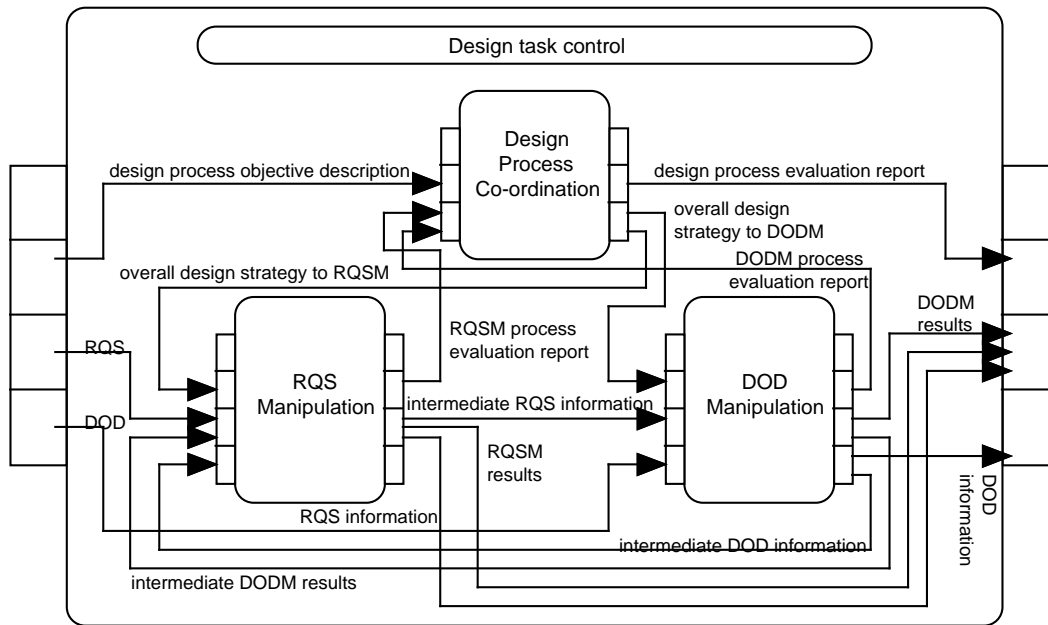 Design task control
Design
Process
Co-ordination
design process objective description
design process evaluation report
overall design
strategy to DODM
overall design strategy to RQSM
DODM process
evaluation report
DODM
results
RQSM process
evaluation report
RQS
RQS
Manipulation
DOD
Manipulation
intermediate RQS information
DOD
RQSM
results
RQS information
DOD
information
intermediate DOD information
intermediate DODM results